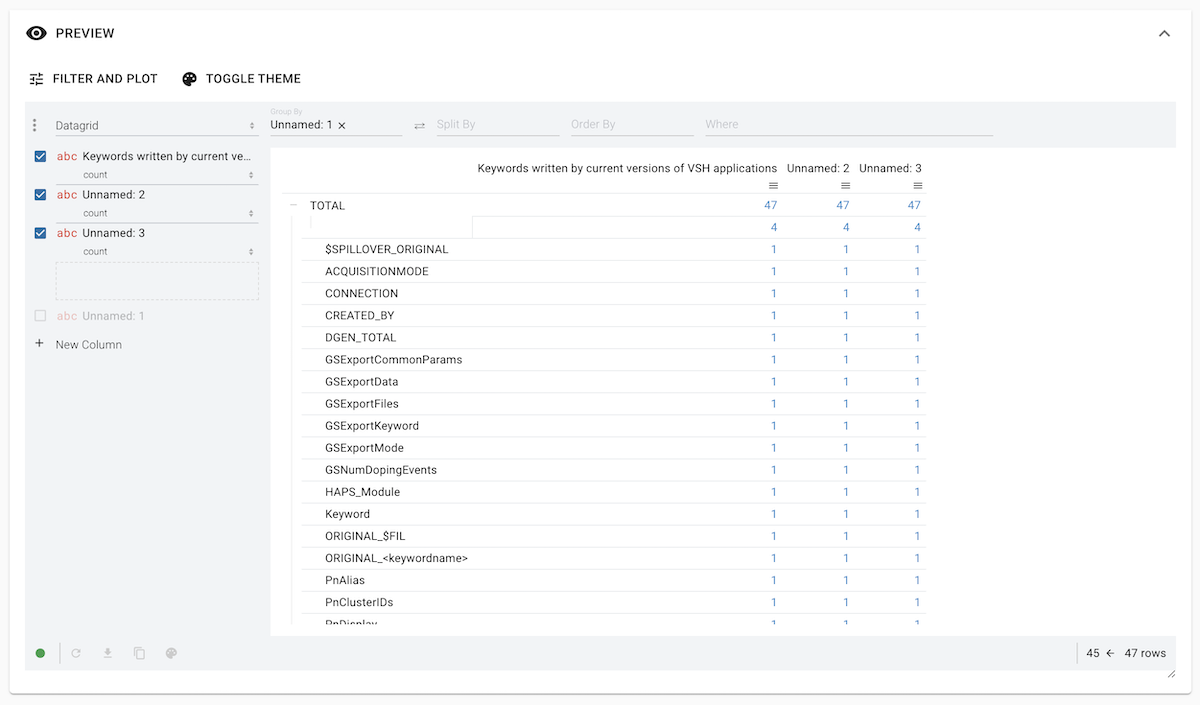 PREVIEW
FILTER AND PLOT TOGGLE THEME
Datagrid
Group By
Unnamed: 1 × Split By Order By Where
abc Keywords written by current ve...
count
abc Unnamed: 2
count
abc Unnamed: 3
count
abc Unnamed: 1
+ New Column
Keywords written by current versions of VSH applications Unnamed: 2 Unnamed: 3
TOTAL 47 47 47
4 4 4
$SPILLOVER_ORIGINAL 1 1 1
ACQUISITIONMODE 1 1 1
CONNECTION 1 1 1
CREATED_BY 1 1 1
DGEN_TOTAL 1 1 1
GSExportCommonParams 1 1 1
GSExportData 1 1 1
GSExportFiles 1 1 1
GSExportKeyword 1 1 1
GSExportMode 1 1 1
GSNumDopingEvents 1 1 1
HAPS_Module 1 1 1
Keyword 1 1 1
ORIGINAL_$FIL 1 1 1
ORIGINAL_<keywordname> 1 1 1
PnAlias 1 1 1
PnClusterIDs 1 1 1
PnDisplay 1 1 1
45 ← 47 rows